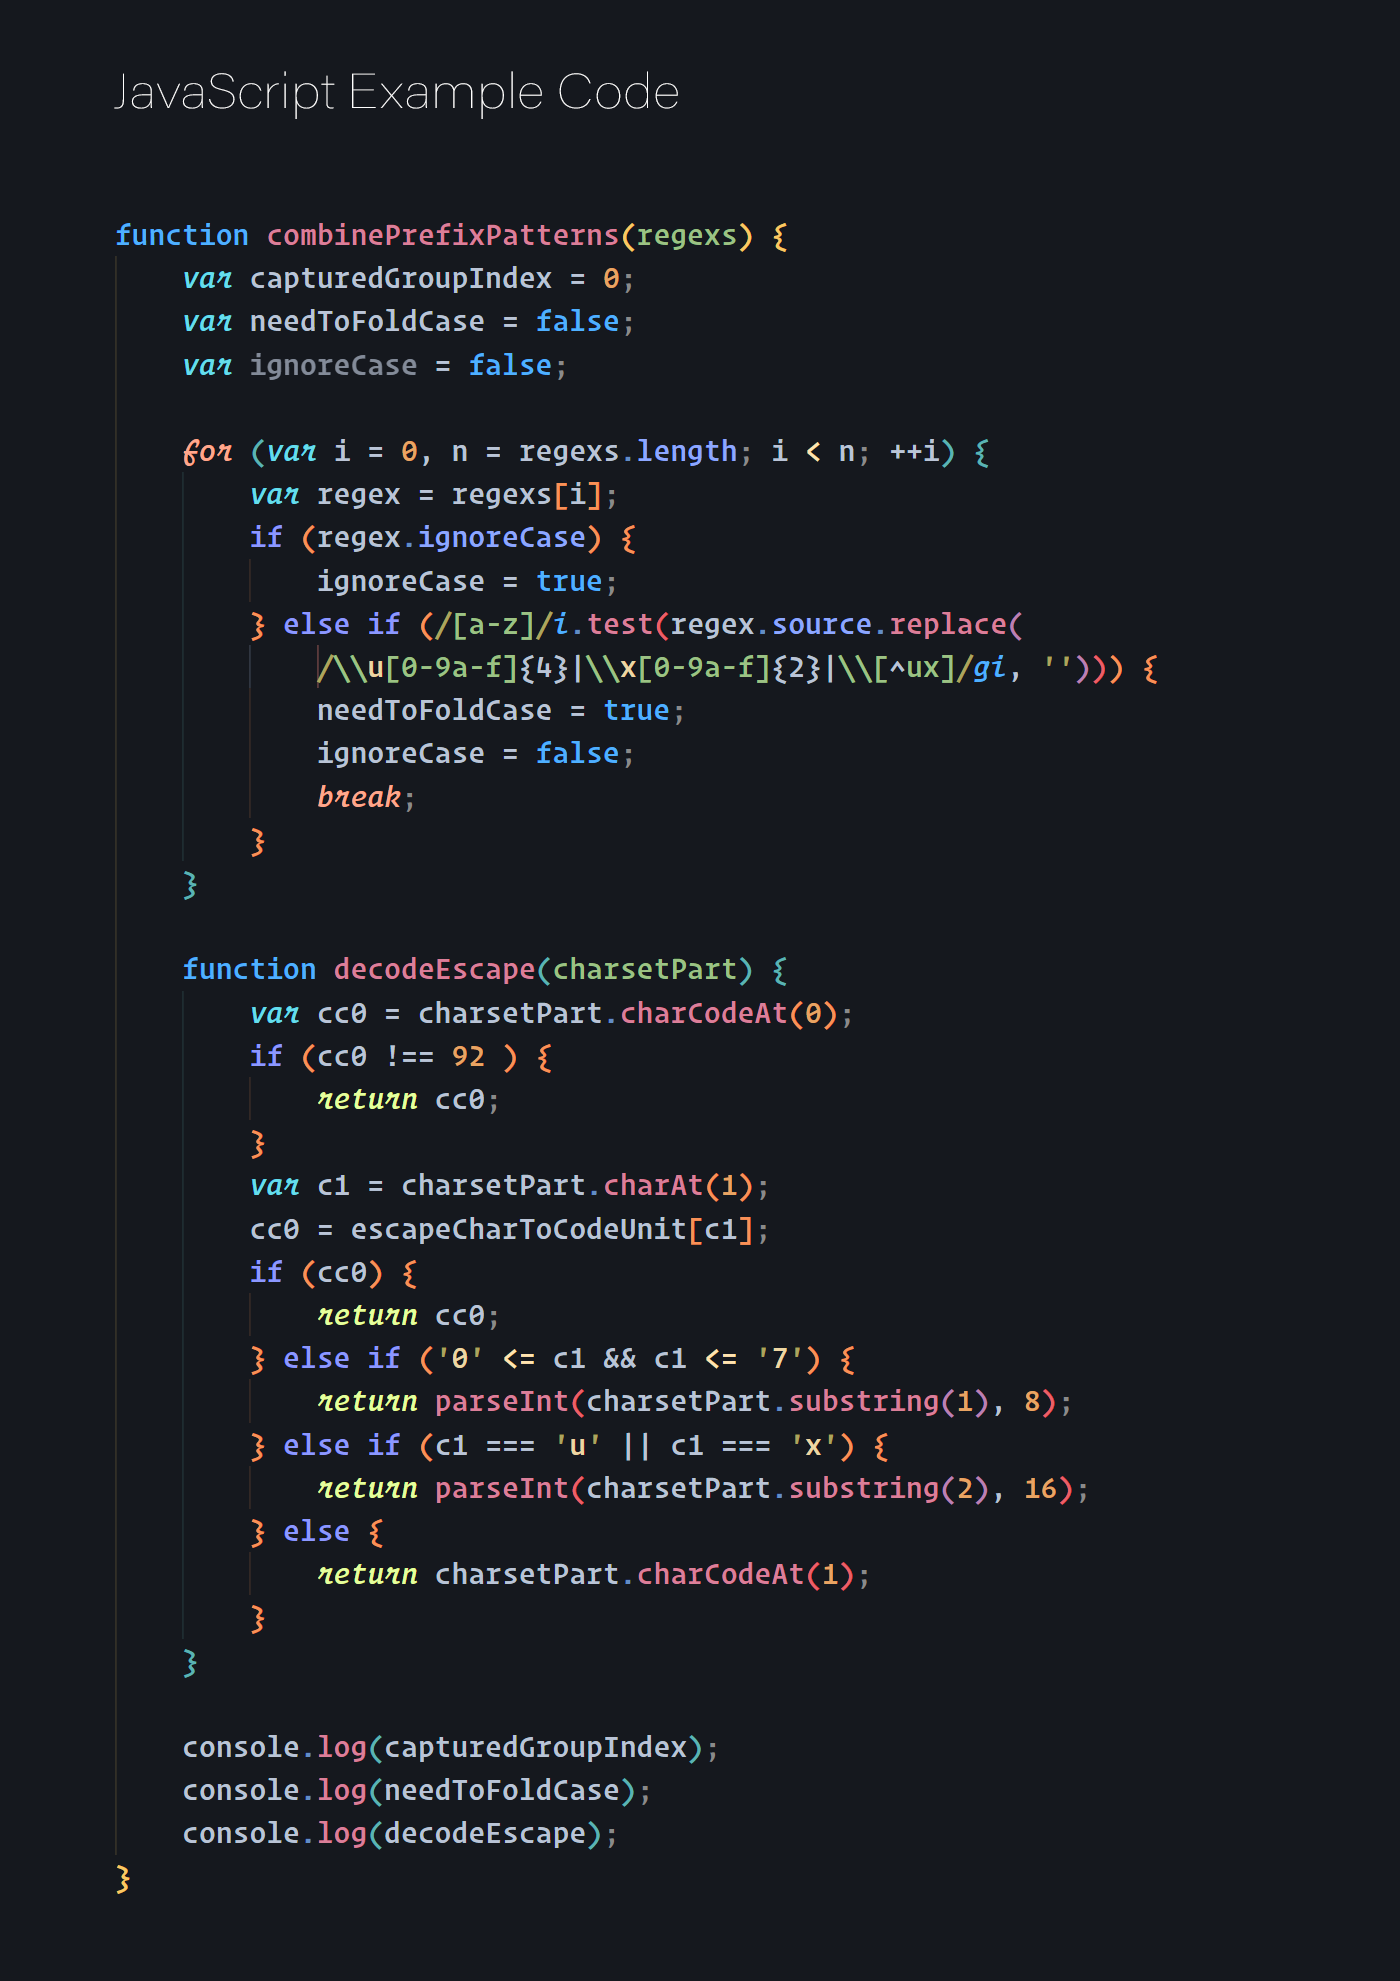 JavaScript Example Code
function combinePrefixPatterns(regexs) {
    var capturedGroupIndex = 0;
    var needToFoldCase = false;
    var ignoreCase = false;

    for (var i = 0, n = regexs.length; i < n; ++i) {
        var regex = regexs[i];
        if (regex.ignoreCase) {
            ignoreCase = true;
        } else if (/[a-z]/i.test(regex.source.replace(
            /\\u[0-9a-f]{4}|\\x[0-9a-f]{2}|\\[^ux]/gi, ''))) {
            needToFoldCase = true;
            ignoreCase = false;
            break;
        }
    }

    function decodeEscape(charsetPart) {
        var cc0 = charsetPart.charCodeAt(0);
        if (cc0 !== 92 ) {
            return cc0;
        }
        var c1 = charsetPart.charAt(1);
        cc0 = escapeCharToCodeUnit[c1];
        if (cc0) {
            return cc0;
        } else if ('0' <= c1 && c1 <= '7') {
            return parseInt(charsetPart.substring(1), 8);
        } else if (c1 === 'u' || c1 === 'x') {
            return parseInt(charsetPart.substring(2), 16);
        } else {
            return charsetPart.charCodeAt(1);
        }
    }

    console.log(capturedGroupIndex);
    console.log(needToFoldCase);
    console.log(decodeEscape);
}